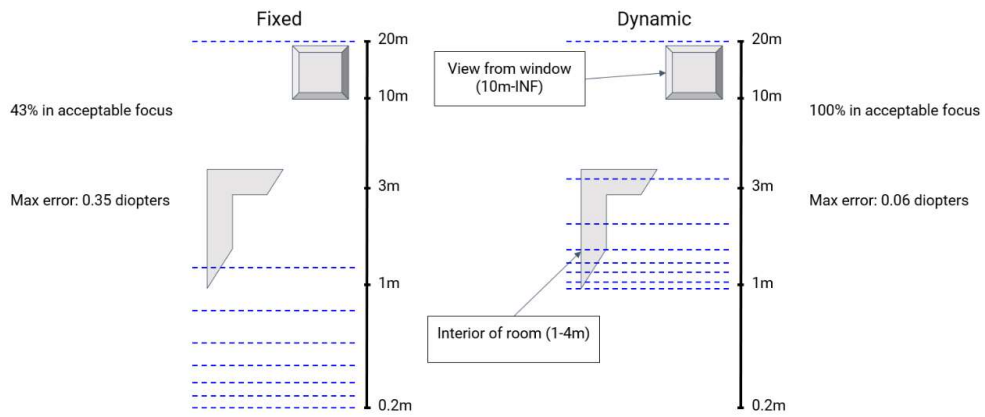 Fixed
Dynamic
20m
20m
View from window
(10m-INF)
10m
10m
43% in acceptable focus
100% in acceptable focus
3m
3m
Max error: 0.35 diopters
Max error: 0.06 diopters
1m
1m
Interior of room (1-4m)
0.2m
0.2m